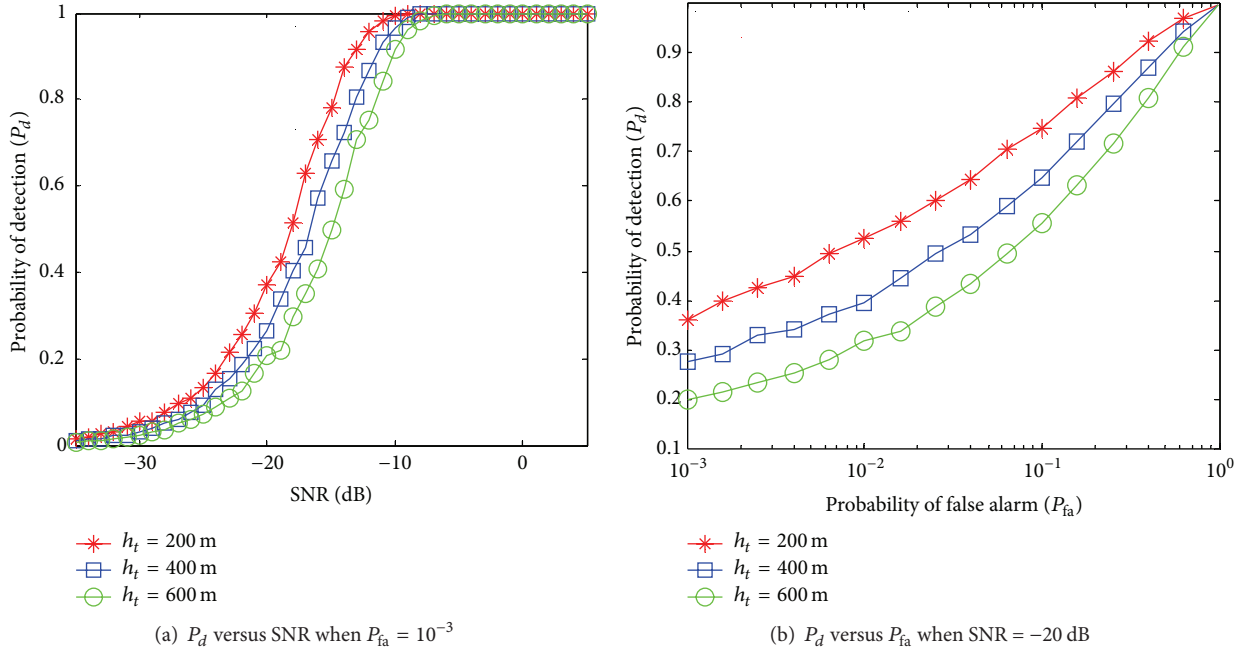 1
0.8
0.6
0.4
0.2
0
Probability of detection (P_d)
−30 −20 −10 0
SNR (dB)
h_t = 200 m
h_t = 400 m
h_t = 600 m
(a) P_d versus SNR when P_fa = 10^−3
0.9
0.8
0.7
0.6
0.5
0.4
0.3
0.2
0.1
Probability of detection (P_d)
10^−3 10^−2 10^−1 10^0
Probability of false alarm (P_fa)
h_t = 200 m
h_t = 400 m
h_t = 600 m
(b) P_d versus P_fa when SNR = −20 dB